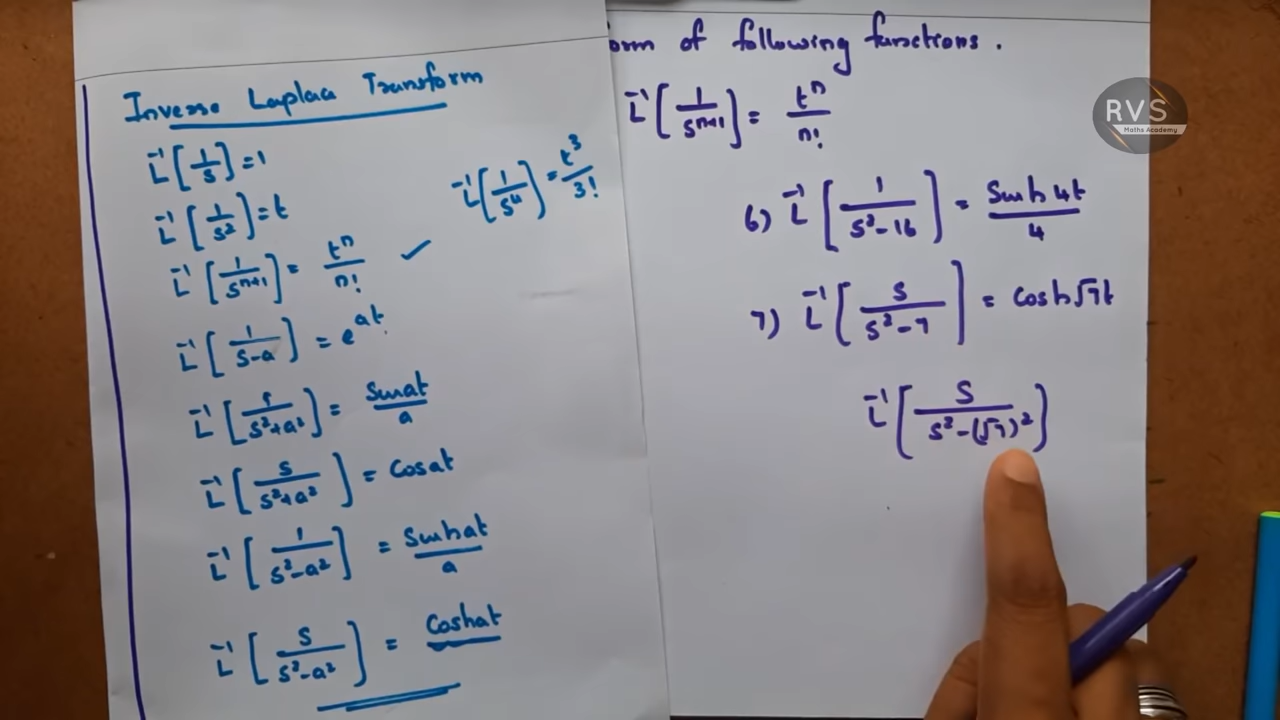 Inverse Laplace Transform
L⁻¹[1/s] = 1
L⁻¹[1/s²] = t
L⁻¹[1/sⁿ⁺¹] = tⁿ/n! ✓
L⁻¹[1/s⁴] = t³/3!
L⁻¹[1/s-a] = eᵃᵗ
L⁻¹[1/s²+a²] = Sinat/a
L⁻¹[s/s²+a²] = Cosat
L⁻¹[1/s²-a²] = Sinhat/a
L⁻¹[s/s²-a²] = Coshat
orm of following functions.
L⁻¹[1/sⁿ⁺¹] = tⁿ/n!
6) L⁻¹[1/s²-16] = Sinh4t/4
7) L⁻¹[s/s²-7] = cosh√7t
L⁻¹[s/s²-(√7)²]
RVS
Maths Academy